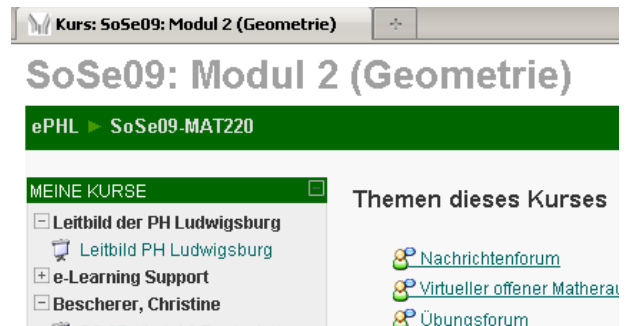 Kurs: SoSe09: Modul 2 (Geometrie)
SoSe09: Modul 2 (Geometrie)
ePHL ► SoSe09-MAT220
MEINE KURSE
Leitbild der PH Ludwigsburg
Leitbild PH Ludwigsburg
e-Learning Support
Bescherer, Christine
Themen dieses Kurses
Nachrichtenforum
Virtueller offener Matherau
Übungsforum